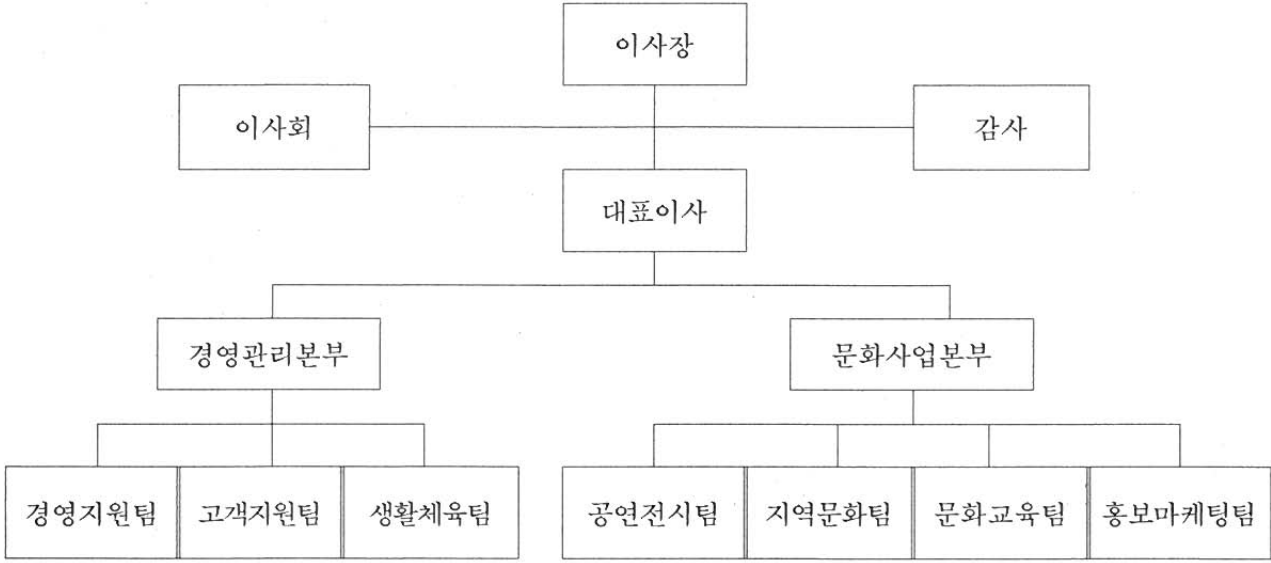 이사장
이사회
감사
대표이사
경영관리본부
문화사업본부
경영지원팀
고객지원팀
생활체육팀
공연전시팀
지역문화팀
문화교육팀
홍보마케팅팀